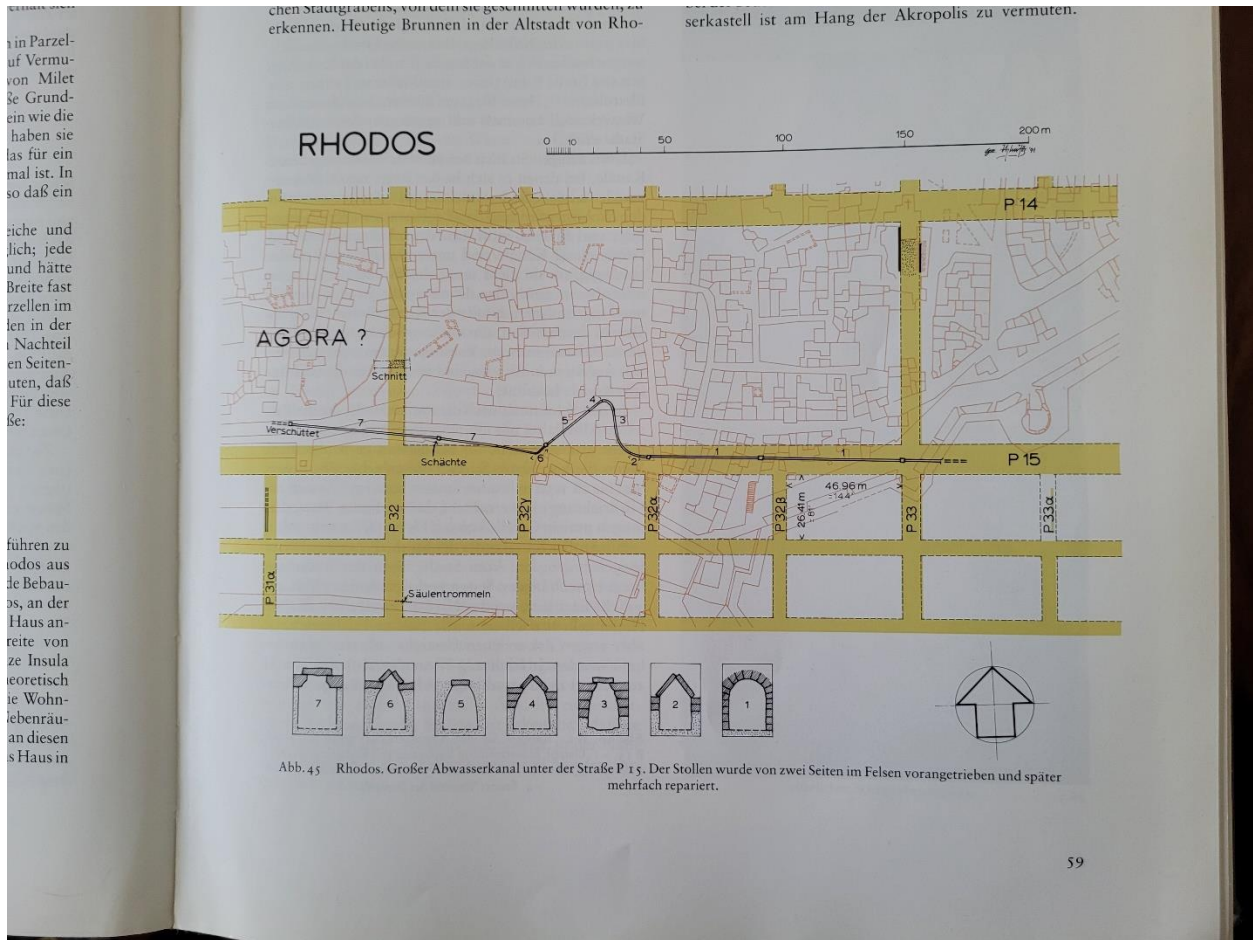 n in Parzel-
uf Vermu-
von Milet
ße Grund-
ein wie die
haben sie
las für ein
mal ist. In
so daß ein
eiche und
glich; jede
und hätte
Breite fast
rzellen im
den in der
Nachteil
en Seiten-
uten, daß
Für diese
ße:
führen zu
nodos aus
de Bebau-
os, an der
Haus an-
reite von
ze Insula
heoretisch
ie Wohn-
Nebenräu-
an diesen
s Haus in
chen Stadtgrabens, von dem sie geschnitten wurden, zu
erkennen. Heutige Brunnen in der Altstadt von Rho-
serkastell ist am Hang der Akropolis zu vermuten.
RHODOS
0 10 50 100 150 200 m
P 14
AGORA ?
Schnitt
4
5 3
7
Verschüttet
7
Schächte
6 2 1 1
P 15
46.96 m
=144'
26.41 m
=81'
P 32
P 32γ
P 32α
P 32β
P 33
P 33α
P 31α
Säulentrommeln
7 6 5 4 3 2 1
Abb. 45 Rhodos. Großer Abwasserkanal unter der Straße P 15. Der Stollen wurde von zwei Seiten im Felsen vorangetrieben und später
mehrfach repariert.
59